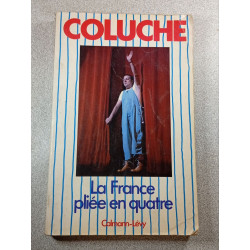 COLUCHE
La France
pliée en quatre
Calmann-Lévy